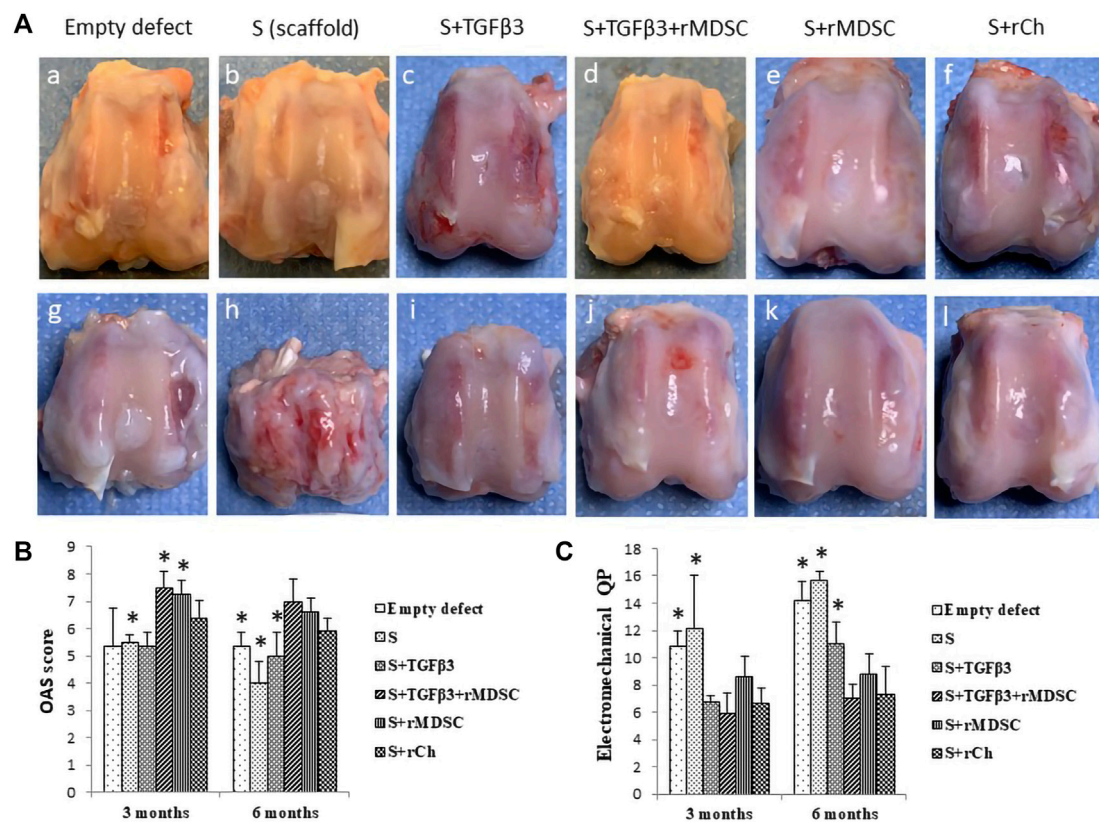 A
Empty defect
S (scaffold)
S+TGFβ3
S+TGFβ3+rMDSC
S+rMDSC
S+rCh
a
b
c
d
e
f
g
h
i
j
k
l
B
OAS score
9
8
7
6
5
4
3
2
1
0
*
*
*
*
*
*
3 months
6 months
Empty defect
S
S+TGFβ3
S+TGFβ3+rMDSC
S+rMDSC
S+rCh
C
Electromechanical QP
18
16
14
12
10
8
6
4
2
0
*
*
*
*
*
3 months
6 months
Empty defect
S
S+TGFβ3
S+TGFβ3+rMDSC
S+rMDSC
S+rCh